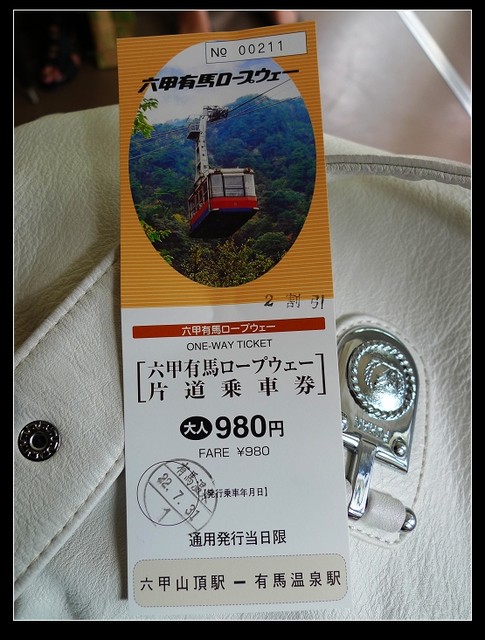 № 00211
六甲有馬ロープウェー
2割引
六甲有馬ロープウェー
ONE-WAY TICKET
六甲有馬ロープウェー
片道乗車券
大人 980円
FARE ¥980
有馬温泉
22.7.31
1
【発行乗車年月日】
通用発行当日限
六甲山頂駅ー有馬温泉駅